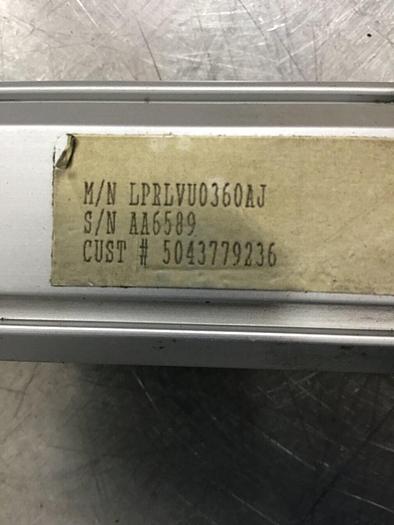 M/N LPRLVU0360AJ
S/N AA6589
CUST # 5043779236